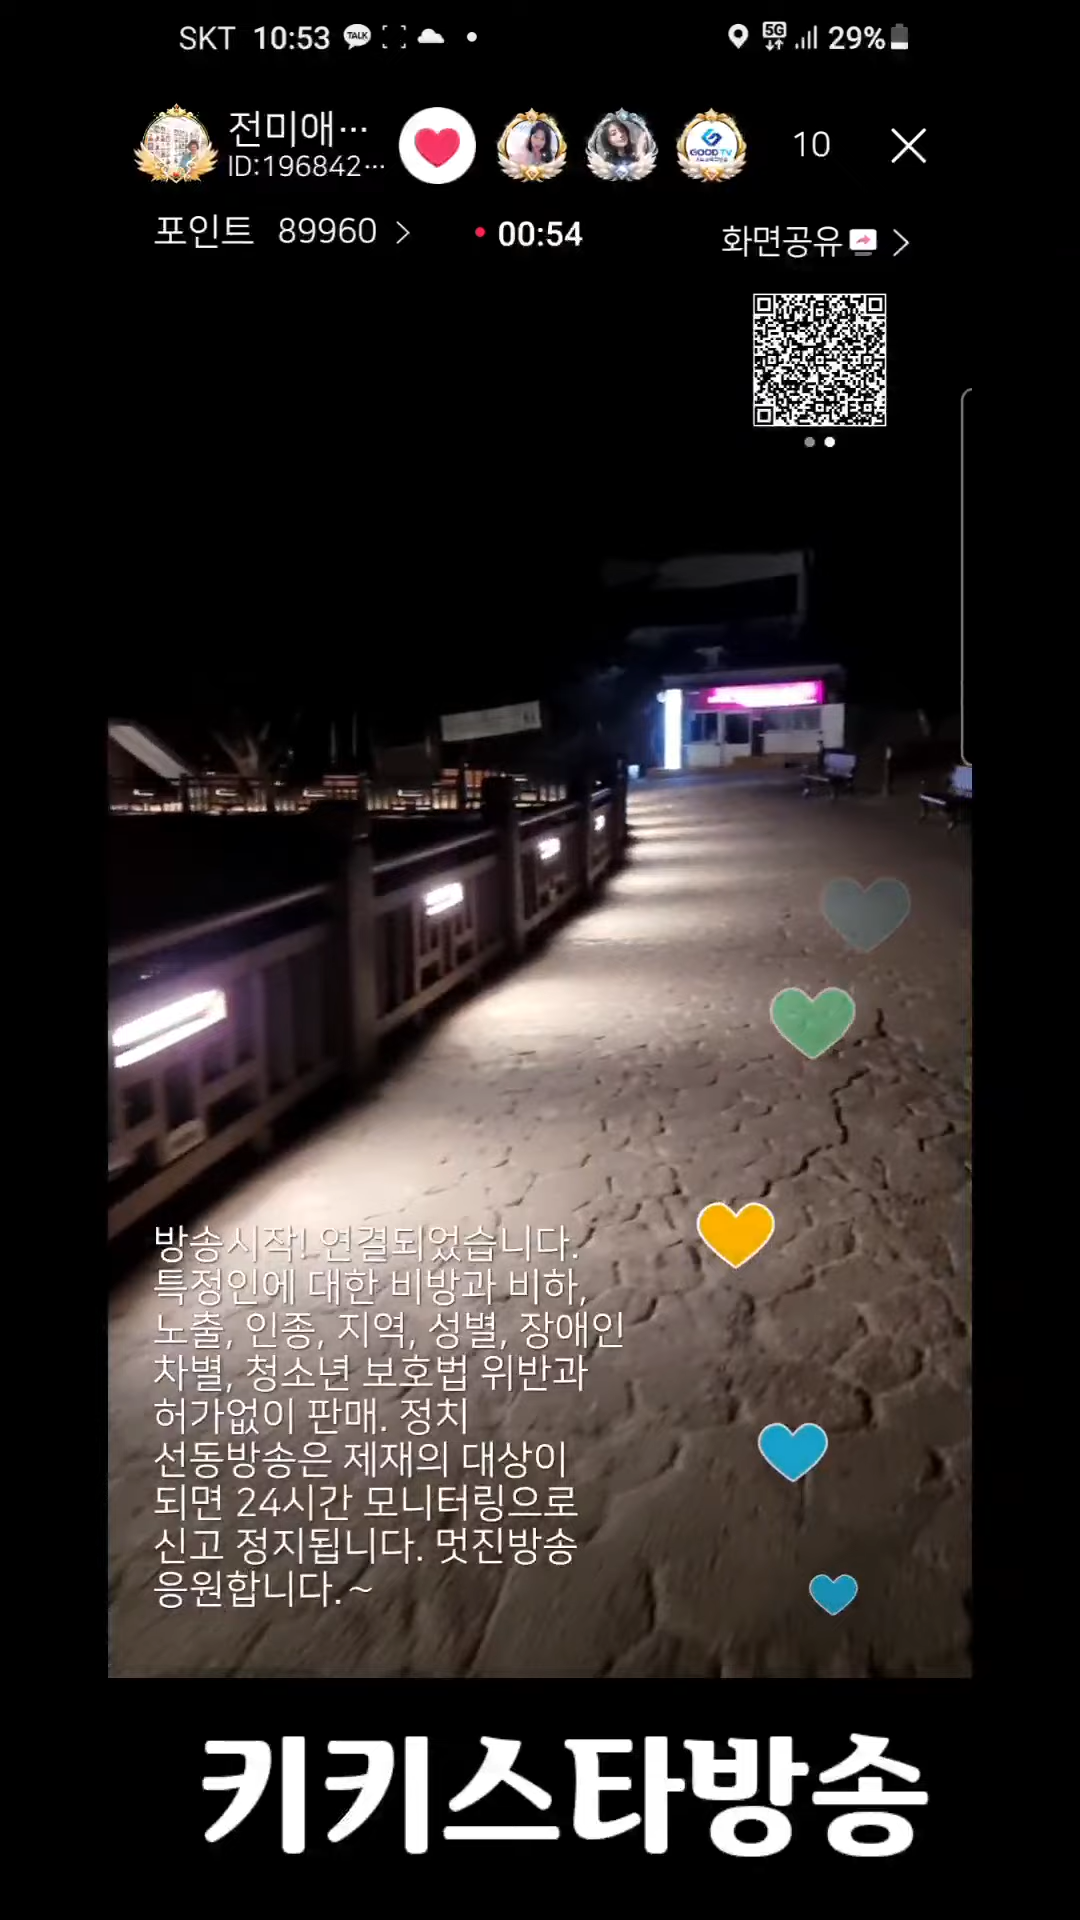 SKT 10:53 TALK 5G 29%
전미애… 10
ID:196842…
GOOD TV
포인트 89960 > 00:54 화면공유 >
방송시작! 연결되었습니다.
특정인에 대한 비방과 비하,
노출, 인종, 지역, 성별, 장애인
차별, 청소년 보호법 위반과
허가없이 판매. 정치
선동방송은 제재의 대상이
되면 24시간 모니터링으로
신고 정지됩니다. 멋진방송
응원합니다.~
키키스타방송